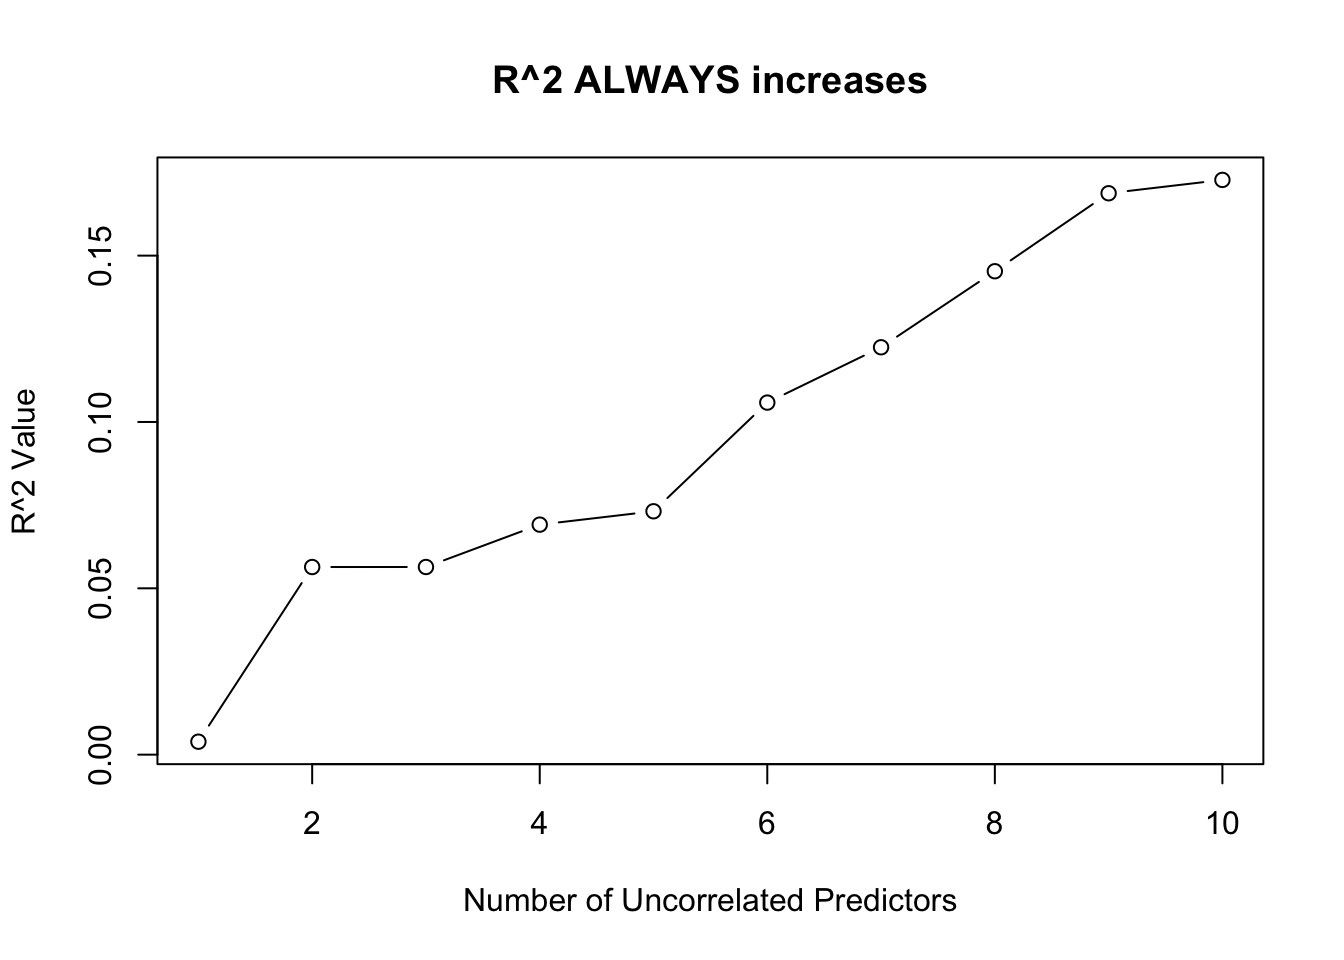 R^2 ALWAYS increases
R^2 Value
0.15
0.10
0.05
0.00
2 4 6 8 10
Number of Uncorrelated Predictors